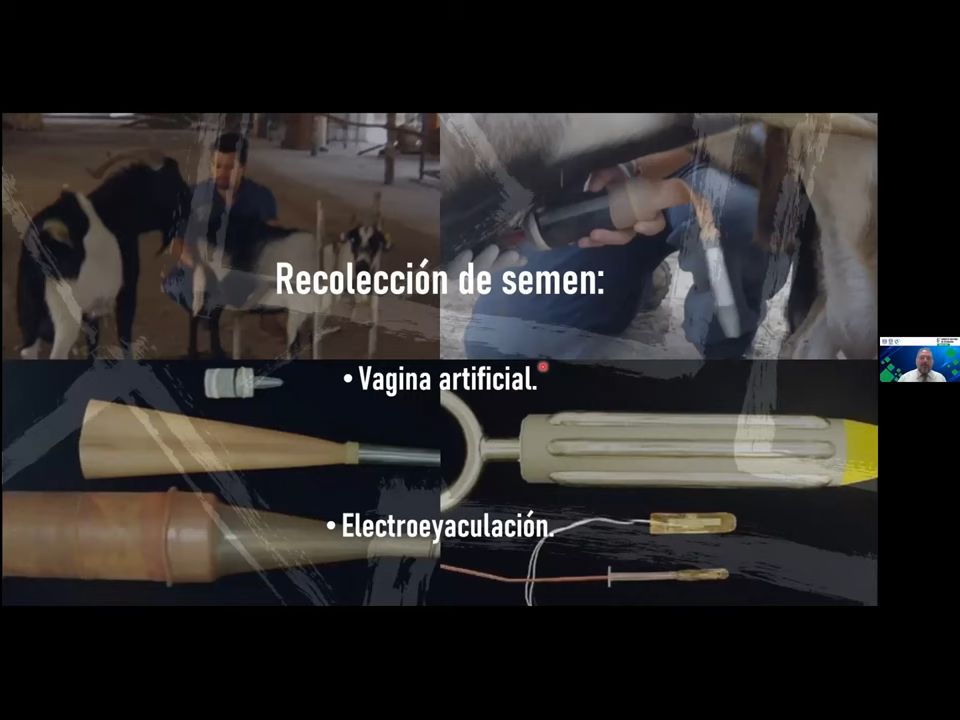 Recolección de semen:
• Vagina artificial.
• Electroeyaculación.